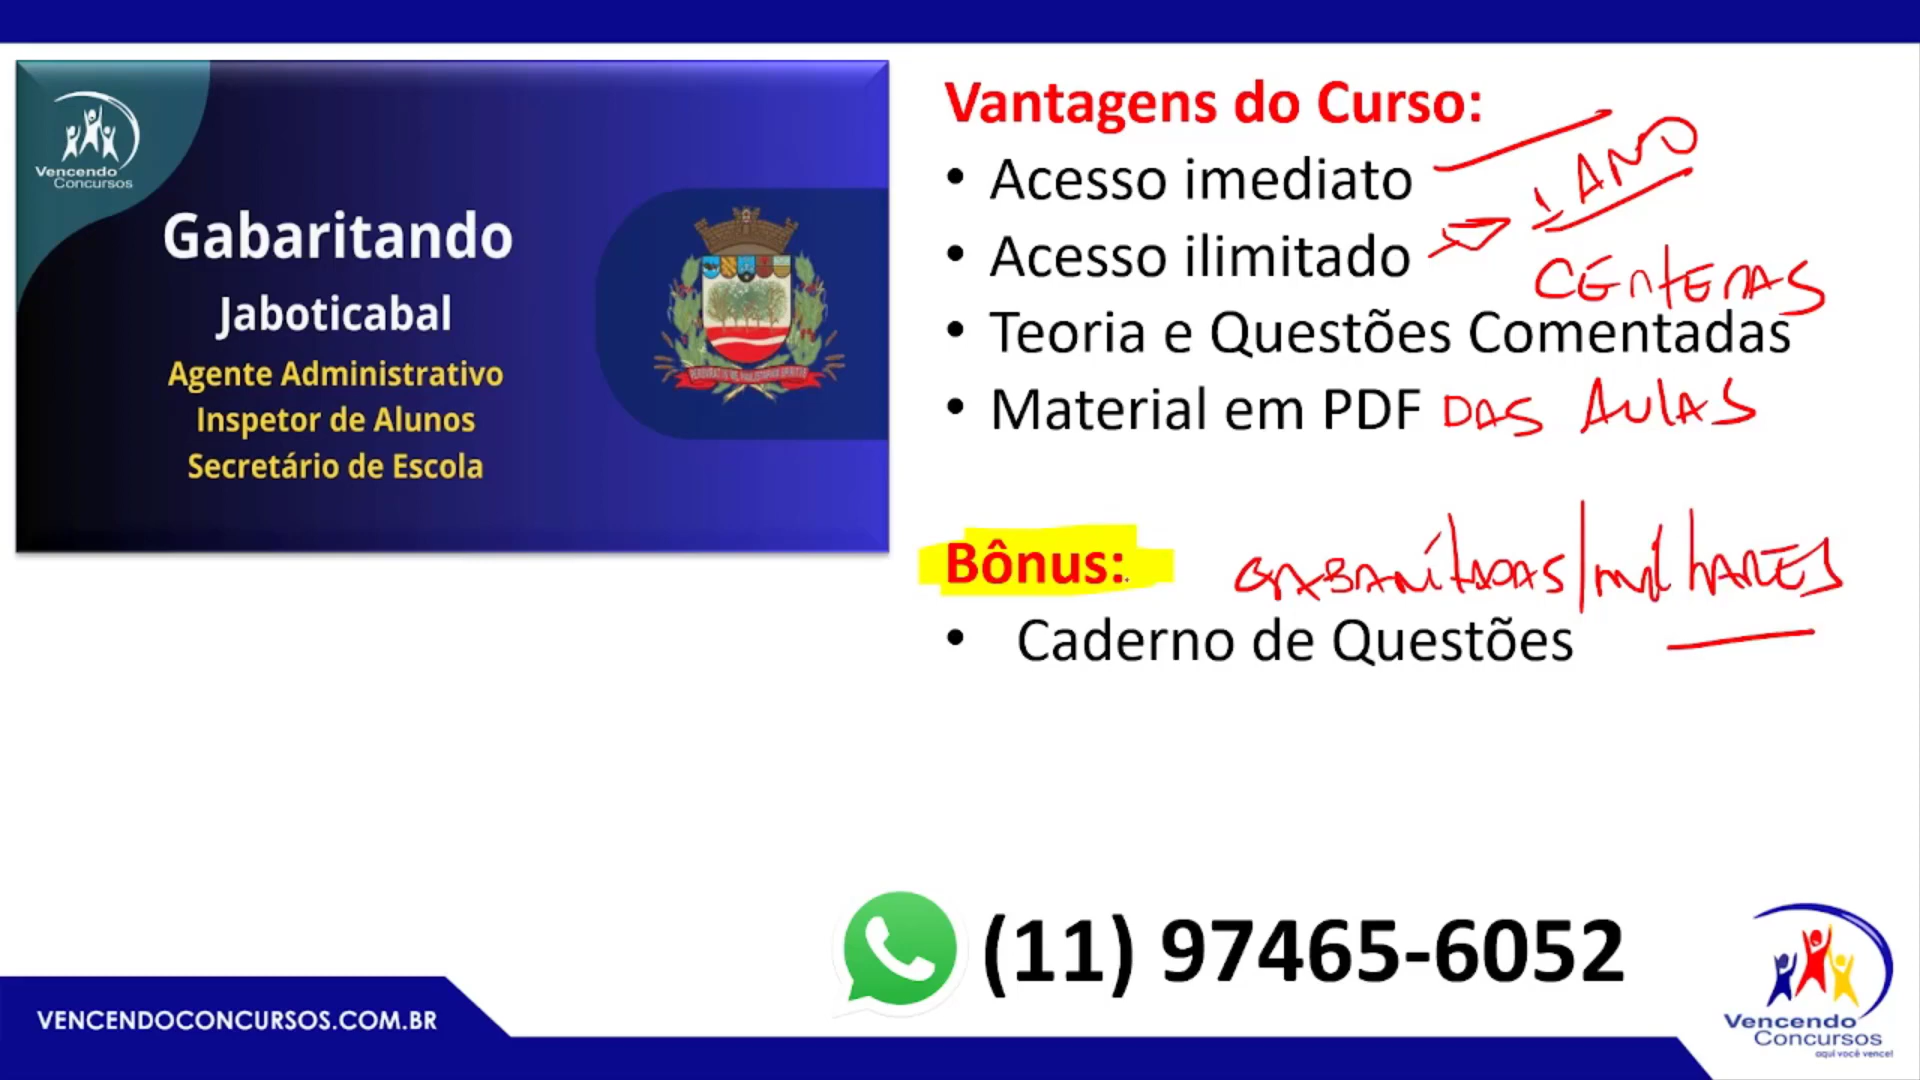 Vencendo
Concursos
Gabaritando
Jaboticabal
Agente Administrativo
Inspetor de Alunos
Secretário de Escola
Vantagens do Curso:
• Acesso imediato
1 ANO
• Acesso ilimitado
CENTENAS
• Teoria e Questões Comentadas
• Material em PDF DAS AULAS
Bônus:
GABARITADAS/MILHARES
• Caderno de Questões
(11) 97465-6052
VENCENDOCONCURSOS.COM.BR
Vencendo
Concursos
aqui você vence!